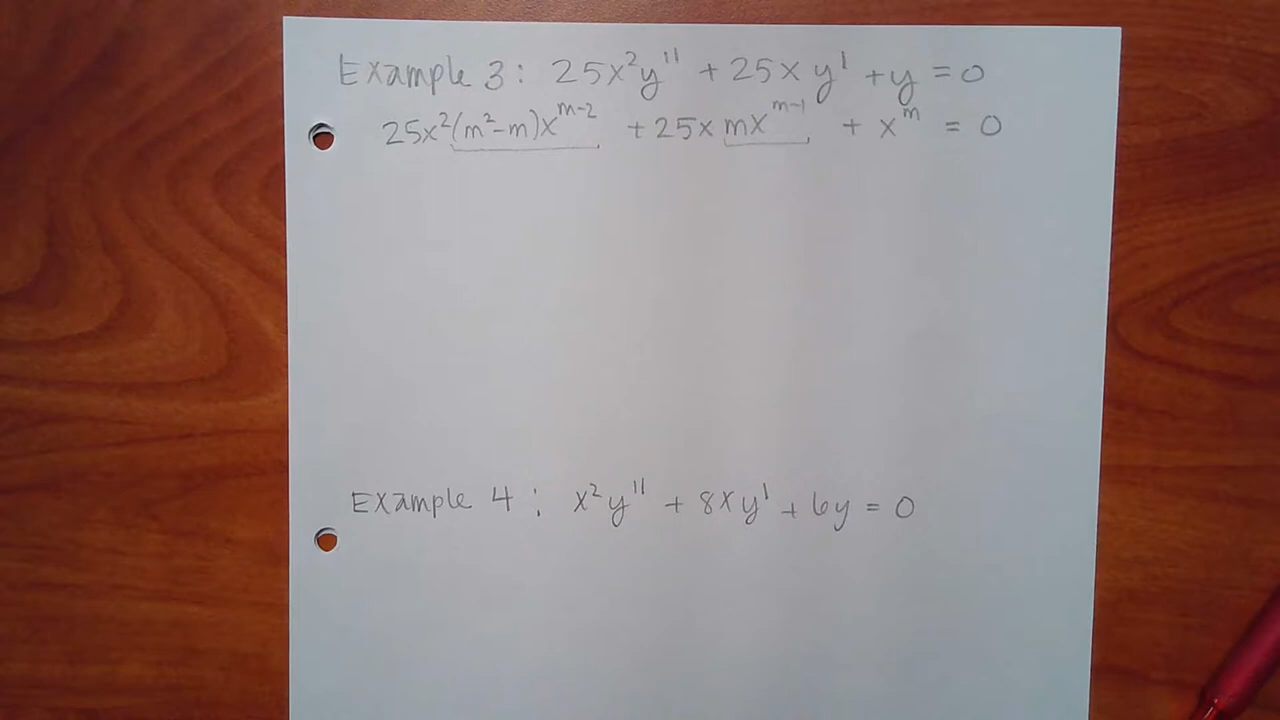 Example 3: 25x²y'' + 25xy' + y = 0
25x²(m²-m)x^{m-2} + 25x mx^{m-1} + x^m = 0
Example 4: x²y'' + 8xy' + 6y = 0